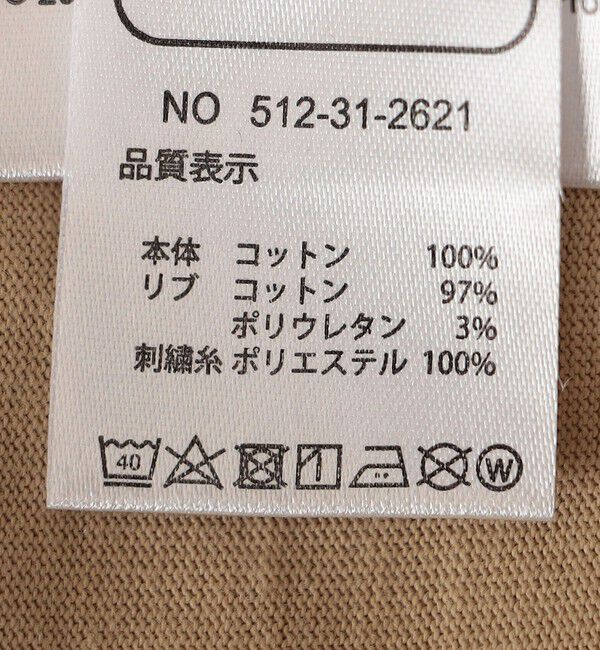 NO 512-31-2621
品質表示
本体 コットン 100%
リブ コットン 97%
ポリウレタン 3%
刺繍糸 ポリエステル 100%
40 W